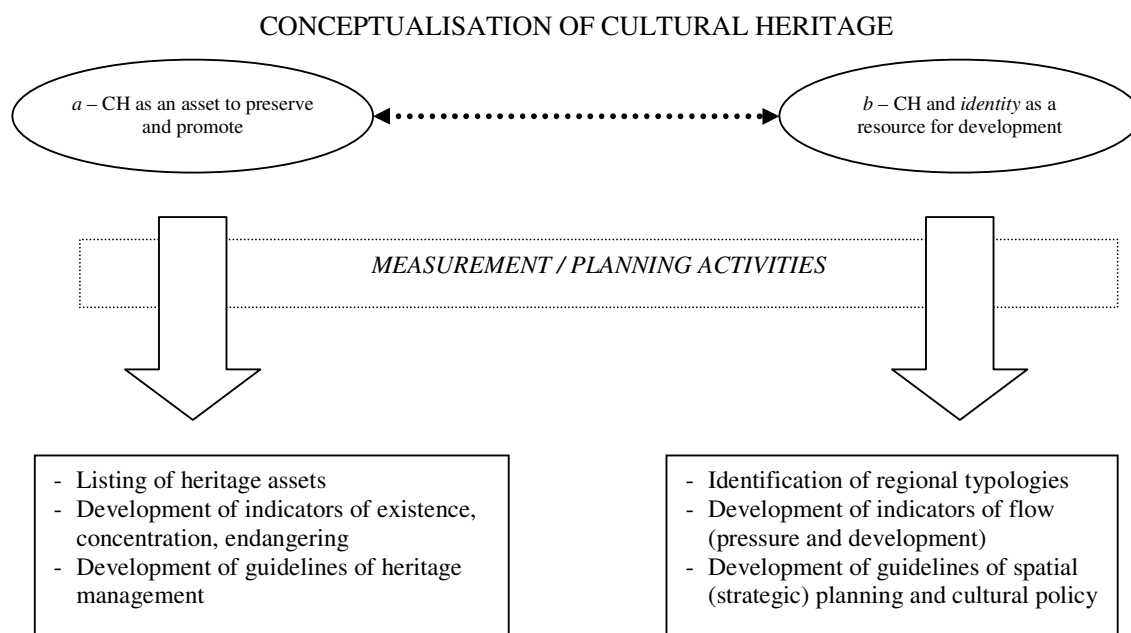 CONCEPTUALISATION OF CULTURAL HERITAGE
a – CH as an asset to preserve
and promote
b – CH and identity as a
resource for development
MEASUREMENT / PLANNING ACTIVITIES
- Listing of heritage assets
- Development of indicators of existence,
concentration, endangering
- Development of guidelines of heritage
management
- Identification of regional typologies
- Development of indicators of flow
(pressure and development)
- Development of guidelines of spatial
(strategic) planning and cultural policy